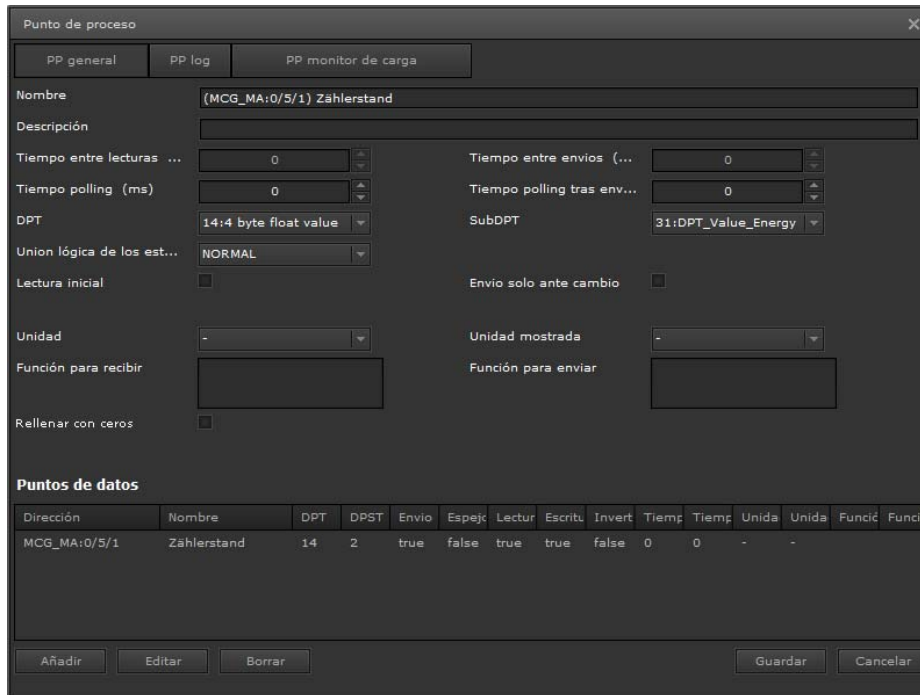 Punto de proceso
PP general PP log PP monitor de carga
Nombre (MCG_MA:0/5/1) Zählerstand
Descripción
Tiempo entre lecturas ... 0 Tiempo entre envios (... 0
Tiempo polling (ms) 0 Tiempo polling tras env... 0
DPT 14:4 byte float value SubDPT 31:DPT_Value_Energy
Union lógica de los est... NORMAL
Lectura inicial Envio solo ante cambio
Unidad - Unidad mostrada -
Función para recibir Función para enviar
Rellenar con ceros
Puntos de datos
Dirección Nombre DPT DPST Envio Espejo Lectur Escritu Invert Tiemp Tiemp Unida Unida Funció Funci
MCG_MA:0/5/1 Zählerstand 14 2 true false true true false 0 0 - -
Añadir Editar Borrar Guardar Cancelar